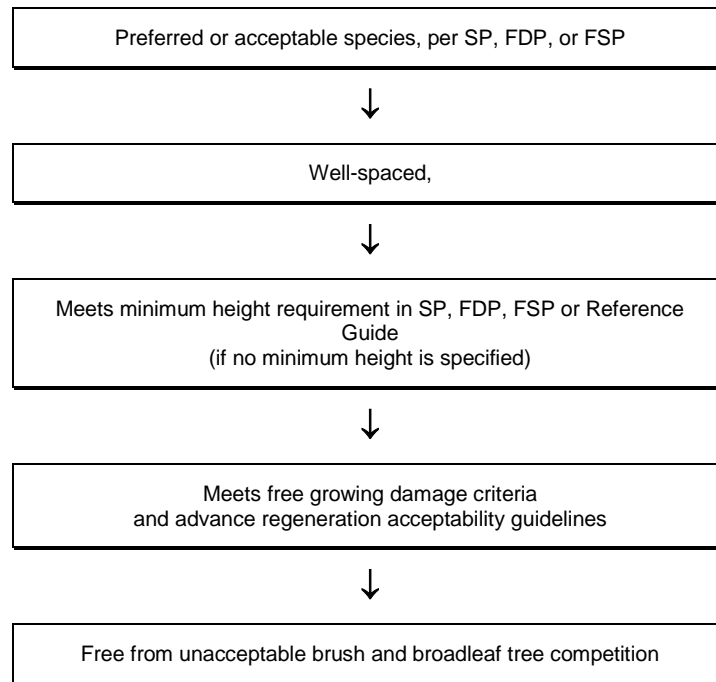 Preferred or acceptable species, per SP, FDP, or FSP
Well-spaced,
Meets minimum height requirement in SP, FDP, FSP or Reference
Guide
(if no minimum height is specified)
Meets free growing damage criteria
and advance regeneration acceptability guidelines
Free from unacceptable brush and broadleaf tree competition